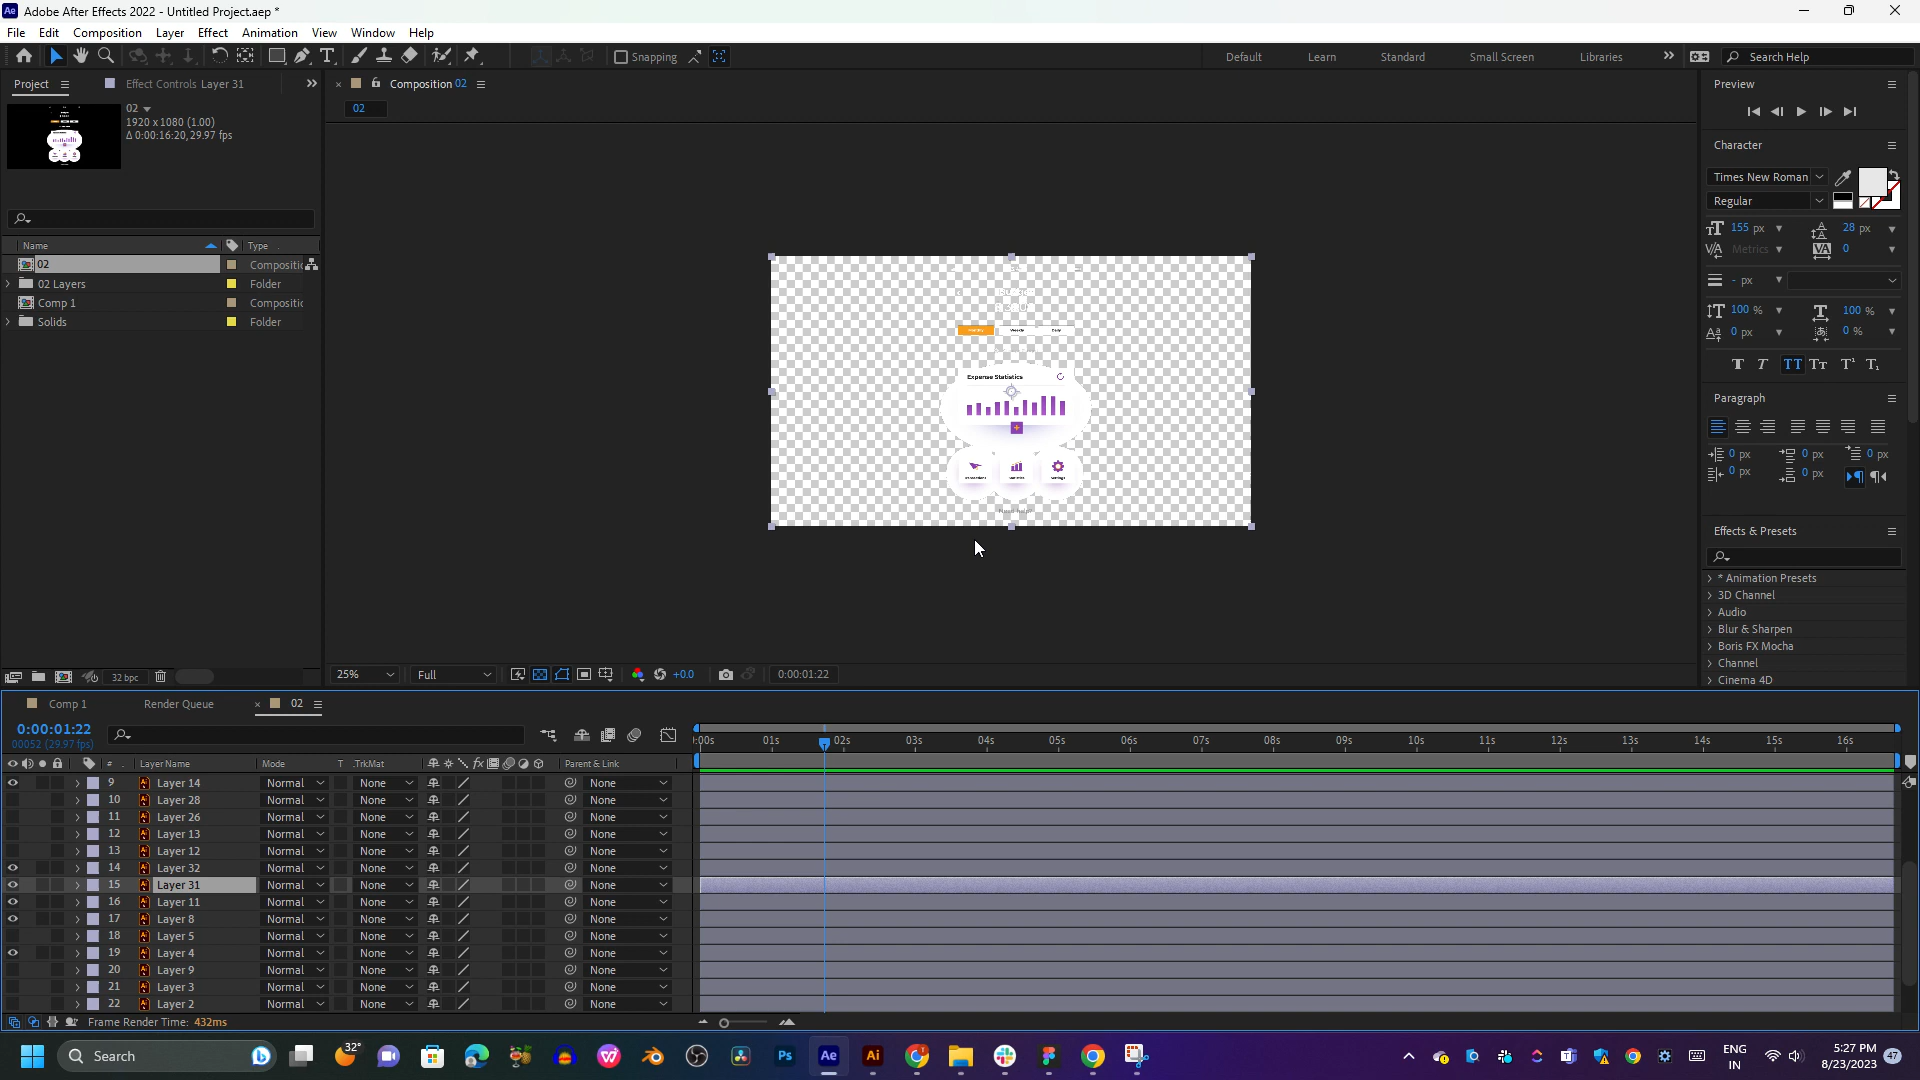 Adobe After Effects 2022 - Untitled Project.aep *
File Edit Composition Layer Effect Animation View Window Help
Snapping
Default Learn Standard Small Screen Libraries
Search Help
Project
Effect Controls Layer 31
Composition 02
02
02
1920 x 1080 (1.00)
Δ 0:00:16:20, 29.97 fps
Name Type
02 Compositic
02 Layers Folder
Comp 1 Compositic
Solids Folder
32 bpc
Weekly Daily
Expense Statistics
Transactions Statistics Settings
Need help?
25% Full +0.0 0:00:01:22
Preview
Character
Times New Roman
Regular
155 px 28 px
Metrics 0
- px
100 % 100 %
0 px 0 %
Paragraph
0 px 0 px 0 px
0 px 0 px
Effects & Presets
* Animation Presets
3D Channel
Audio
Blur & Sharpen
Boris FX Mocha
Channel
Cinema 4D
Comp 1 Render Queue 02
0:00:01:22
00052 (29.97 fps)
:00s 01s 02s 03s 04s 05s 06s 07s 08s 09s 10s 11s 12s 13s 14s 15s 16s
# Layer Name Mode T .TrkMat Parent & Link
9 Layer 14 Normal None None
10 Layer 28 Normal None None
11 Layer 26 Normal None None
12 Layer 13 Normal None None
13 Layer 12 Normal None None
14 Layer 32 Normal None None
15 Layer 31 Normal None None
16 Layer 11 Normal None None
17 Layer 8 Normal None None
18 Layer 5 Normal None None
19 Layer 4 Normal None None
20 Layer 9 Normal None None
21 Layer 3 Normal None None
22 Layer 2 Normal None None
Frame Render Time: 432ms
Search
32°
ENG
IN
5:27 PM
8/23/2023
47